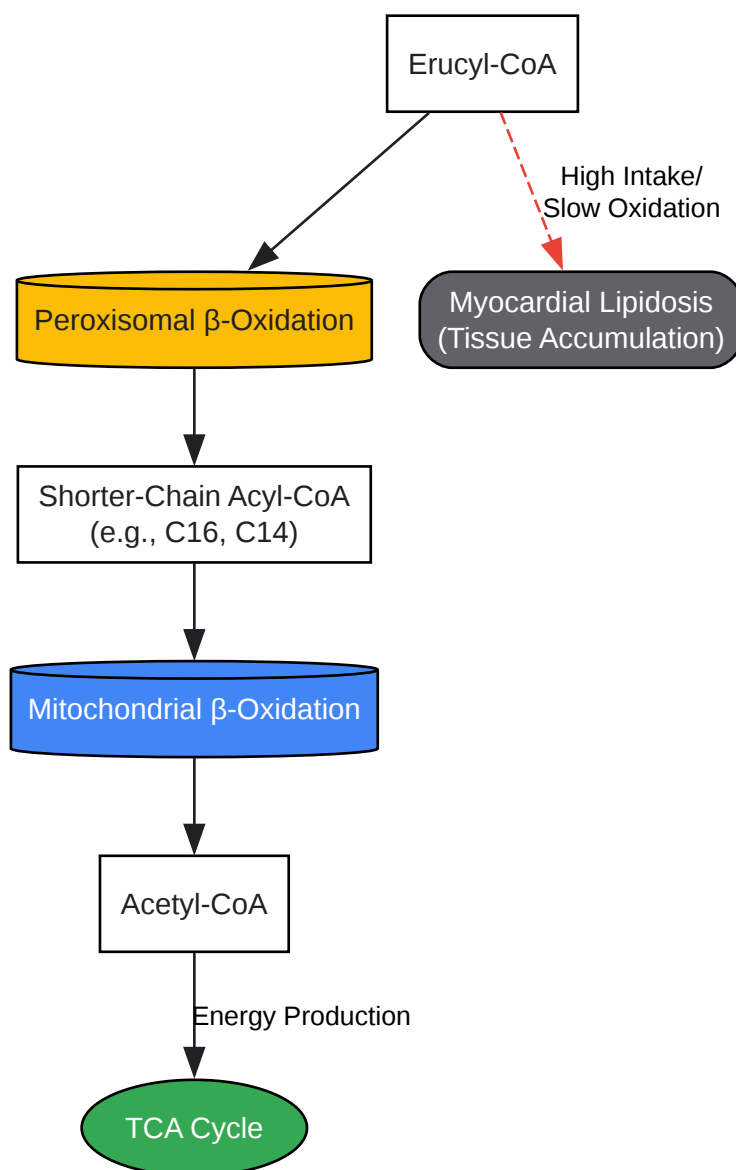 Erucyl-CoA
High Intake/
Slow Oxidation
Peroxisomal β-Oxidation
Myocardial Lipidosis
(Tissue Accumulation)
Shorter-Chain Acyl-CoA
(e.g., C16, C14)
Mitochondrial β-Oxidation
Acetyl-CoA
Energy Production
TCA Cycle